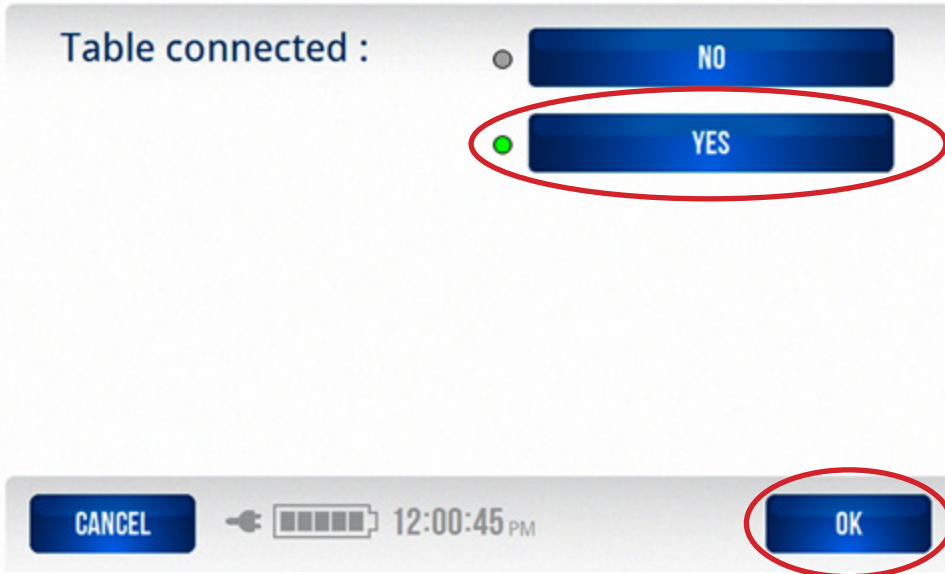 Table connected :
NO
YES
CANCEL
12:00:45 PM
OK